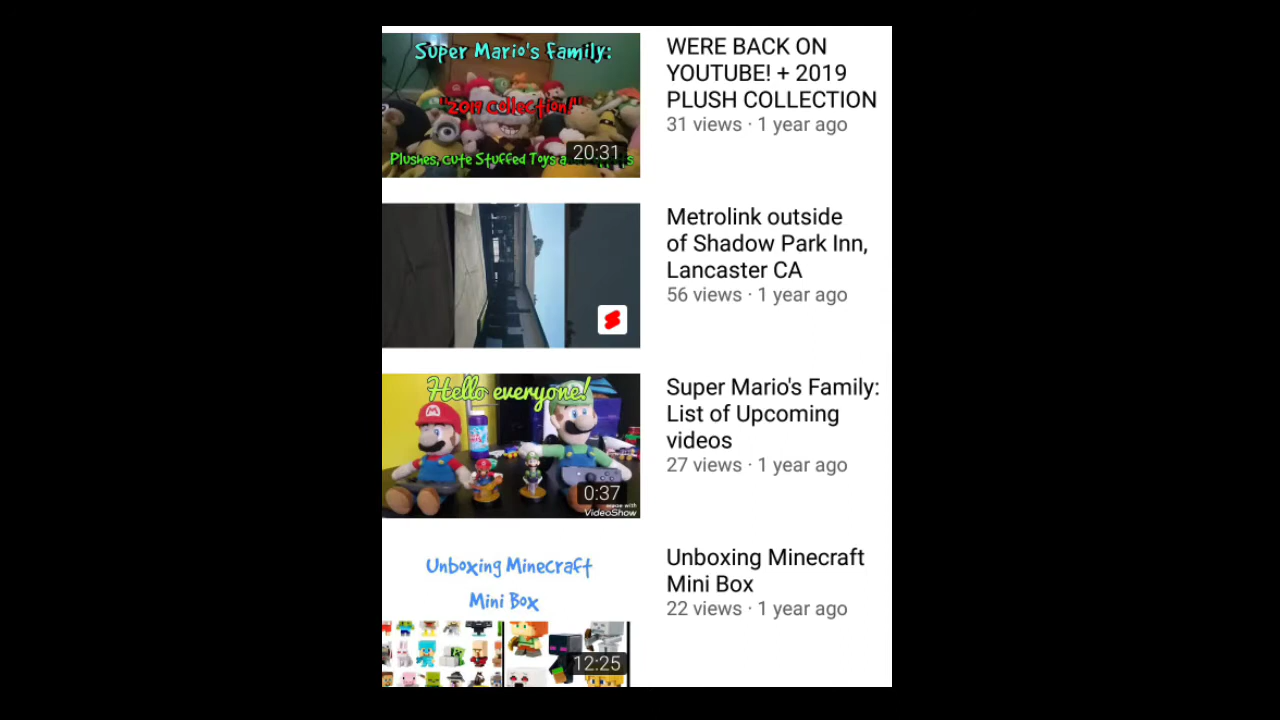 Super Mario's Family:
"2019 Collection!"
Plushes, cute Stuffed Toys a
20:31
WERE BACK ON
YOUTUBE! + 2019
PLUSH COLLECTION
31 views · 1 year ago
Metrolink outside
of Shadow Park Inn,
Lancaster CA
56 views · 1 year ago
Hello everyone!
0:37
made with
VideoShow
Super Mario's Family:
List of Upcoming
videos
27 views · 1 year ago
Unboxing Minecraft
Mini Box
12:25
Unboxing Minecraft
Mini Box
22 views · 1 year ago